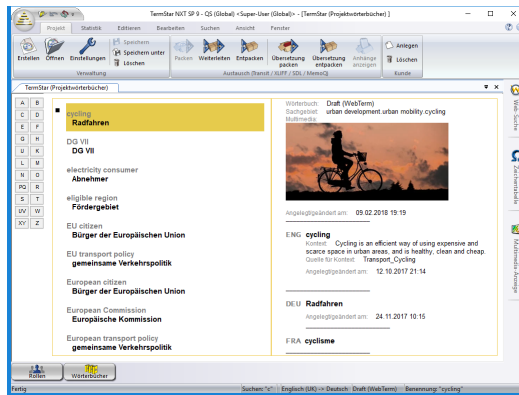 TermStar NXT SP 9 - QS (Global) <Super-User (Global)> - [TermStar (Projektwörterbücher) ]
Projekt Statistik Editieren Bearbeiten Suchen Ansicht Fenster
Erstellen Öffnen Einstellungen
Speichern
Speichern unter
Löschen
Packen Weiterleiten Entpacken Übersetzung packen Übersetzung entpacken Anhänge anzeigen
Anlegen
Löschen
Verwaltung Austausch (Transit / XLIFF / SDL / MemoQ) Kunde
TermStar (Projektwörterbücher)
A B
C D
E F
G H
U K
L M
N O
PQ R
S T
UV W
XY Z
cycling
Radfahren
DG VII
DG VII
electricity consumer
Abnehmer
eligible region
Fördergebiet
EU citizen
Bürger der Europäischen Union
EU transport policy
gemeinsame Verkehrspolitik
European citizen
Bürger der Europäischen Union
European Commission
Europäische Kommission
European transport policy
gemeinsame Verkehrspolitik
Wörterbuch Draft (WebTerm)
Sachgebiet urban development:urban mobility:cycling
Multimedia:
Angelegt/geändert am: 09.02.2018 19:19
ENG cycling
Kontext Cycling is an efficient way of using expensive and
scarce space in urban areas, and is healthy, clean and cheap.
Quelle für Kontext Transport_Cycling
Angelegt/geändert am: 12.10.2017 21:14
DEU Radfahren
Angelegt/geändert am: 24.11.2017 10:15
FRA cyclisme
Web-Suche
Zeichentabelle
Multimedia-Anzeige
Rollen Wörterbücher
Fertig Suchen: "c" Englisch (UK) -> Deutsch Draft (WebTerm) Benennung: "cycling"